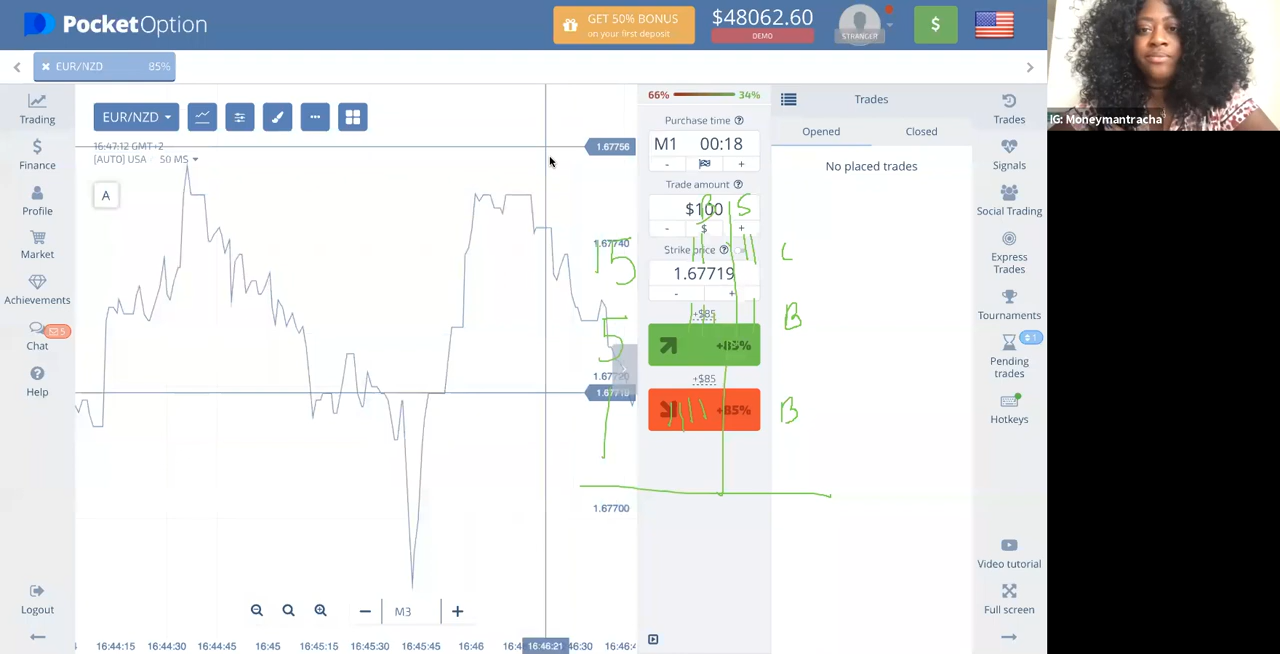 PocketOption
GET 50% BONUS
on your first deposit
$48062.60
DEMO
STRANGER
$
EUR/NZD 85%
IG: Moneymantracha
Trading
Finance
Profile
Market
Achievements
5
Chat
Help
Logout
EUR/NZD
16:47:12 GMT+2
[AUTO] USA 50 MS
A
1.67756
1.67740
1.67720
1.67719
1.67700
M3
16:44:15 16:44:30 16:44:45 16:45 16:45:15 16:45:30 16:45:45 16:46 16:46:21
66% 34%
Purchase time
M1 00:18
- +
Trade amount
$100
- $ +
Strike price
1.67719
- +
+$85
+85%
+$85
+85%
B S
15 C
5 B
1 B
Trades
Opened Closed
No placed trades
Trades
Signals
Social Trading
Express
Trades
Tournaments
1
Pending
trades
Hotkeys
Video tutorial
Full screen